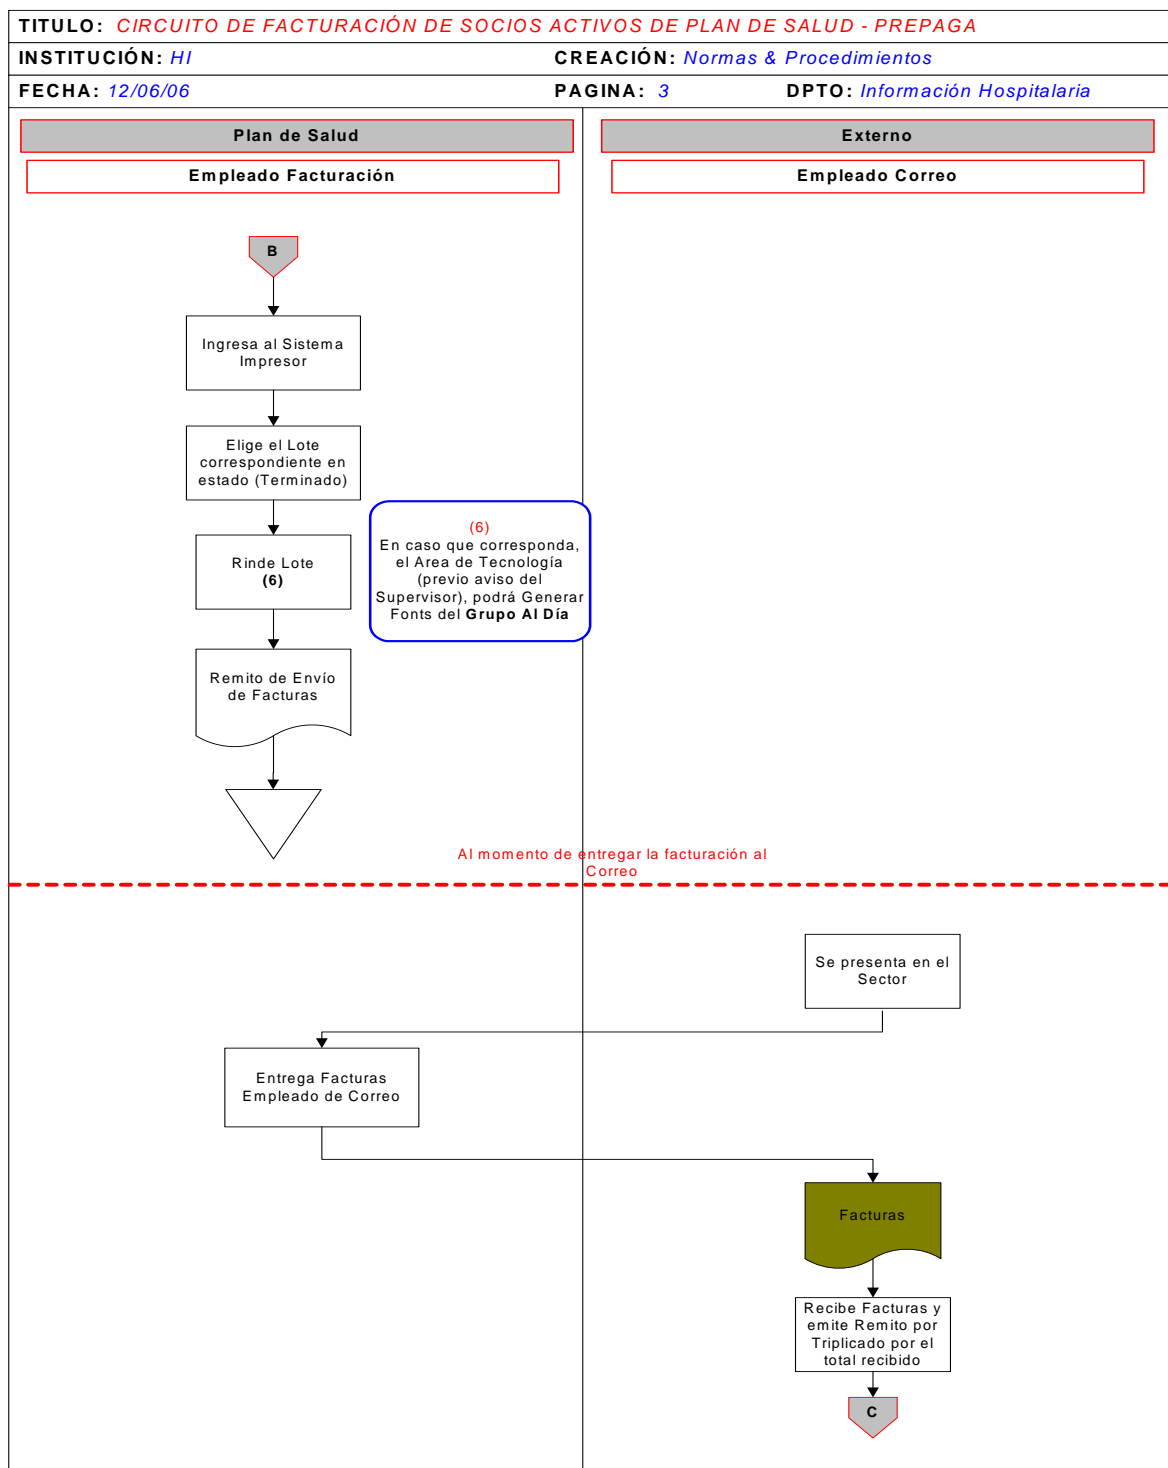 TITULO: CIRCUITO DE FACTURACIÓN DE SOCIOS ACTIVOS DE PLAN DE SALUD - PREPAGA
INSTITUCIÓN: HI CREACIÓN: Normas & Procedimientos
FECHA: 12/06/06 PAGINA: 3 DPTO: Información Hospitalaria
Plan de Salud
Externo
Empleado Facturación
Empleado Correo
B
Ingresa al Sistema
Impresor
Elige el Lote
correspondiente en
estado (Terminado)
Rinde Lote
(6)
(6)
En caso que corresponda,
el Area de Tecnología
(previo aviso del
Supervisor), podrá Generar
Fonts del Grupo Al Día
Remito de Envío
de Facturas
Al momento de entregar la facturación al
Correo
Se presenta en el
Sector
Entrega Facturas
Empleado de Correo
Facturas
Recibe Facturas y
emite Remito por
Triplicado por el
total recibido
C